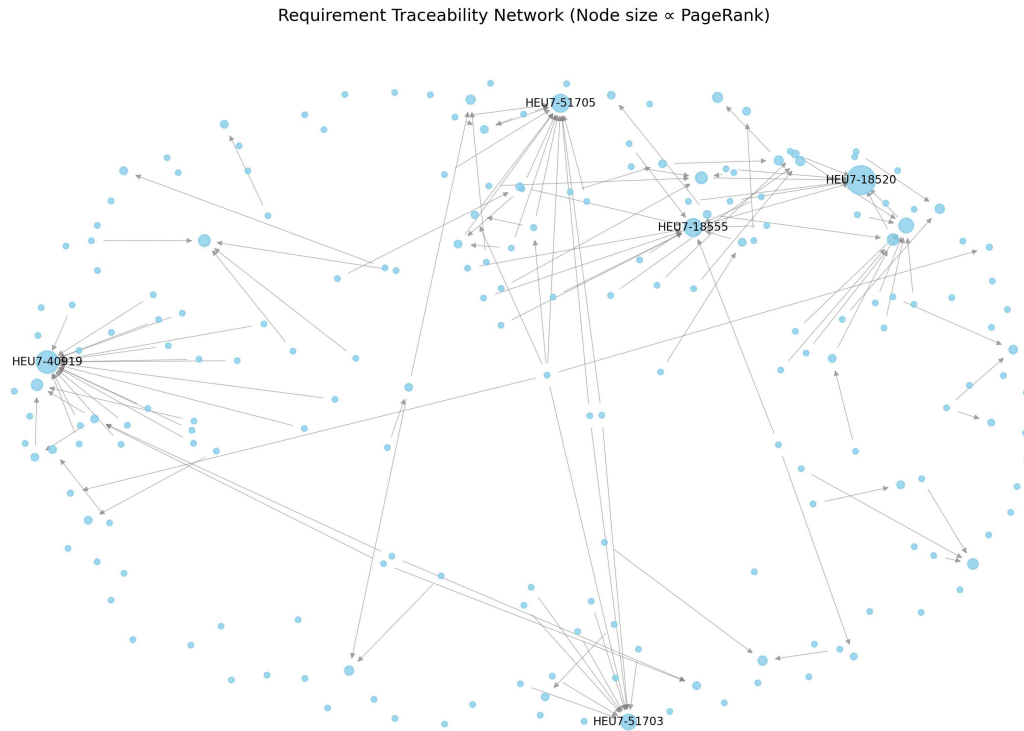 Requirement Traceability Network (Node size ∝ PageRank)
HEU7-51705
HEU7-18520
HEU7-18555
HEU7-40919
HEU7-51703